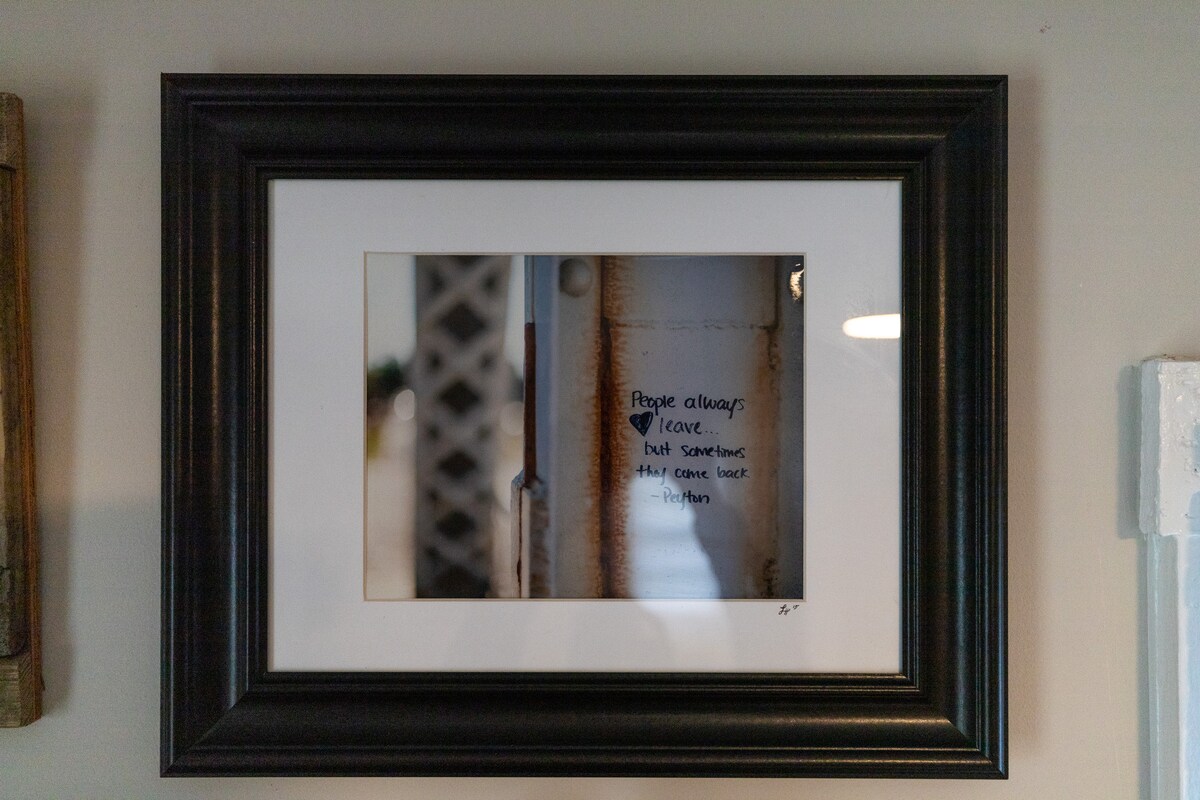 People always
leave...
but sometimes
they come back
-Peyton